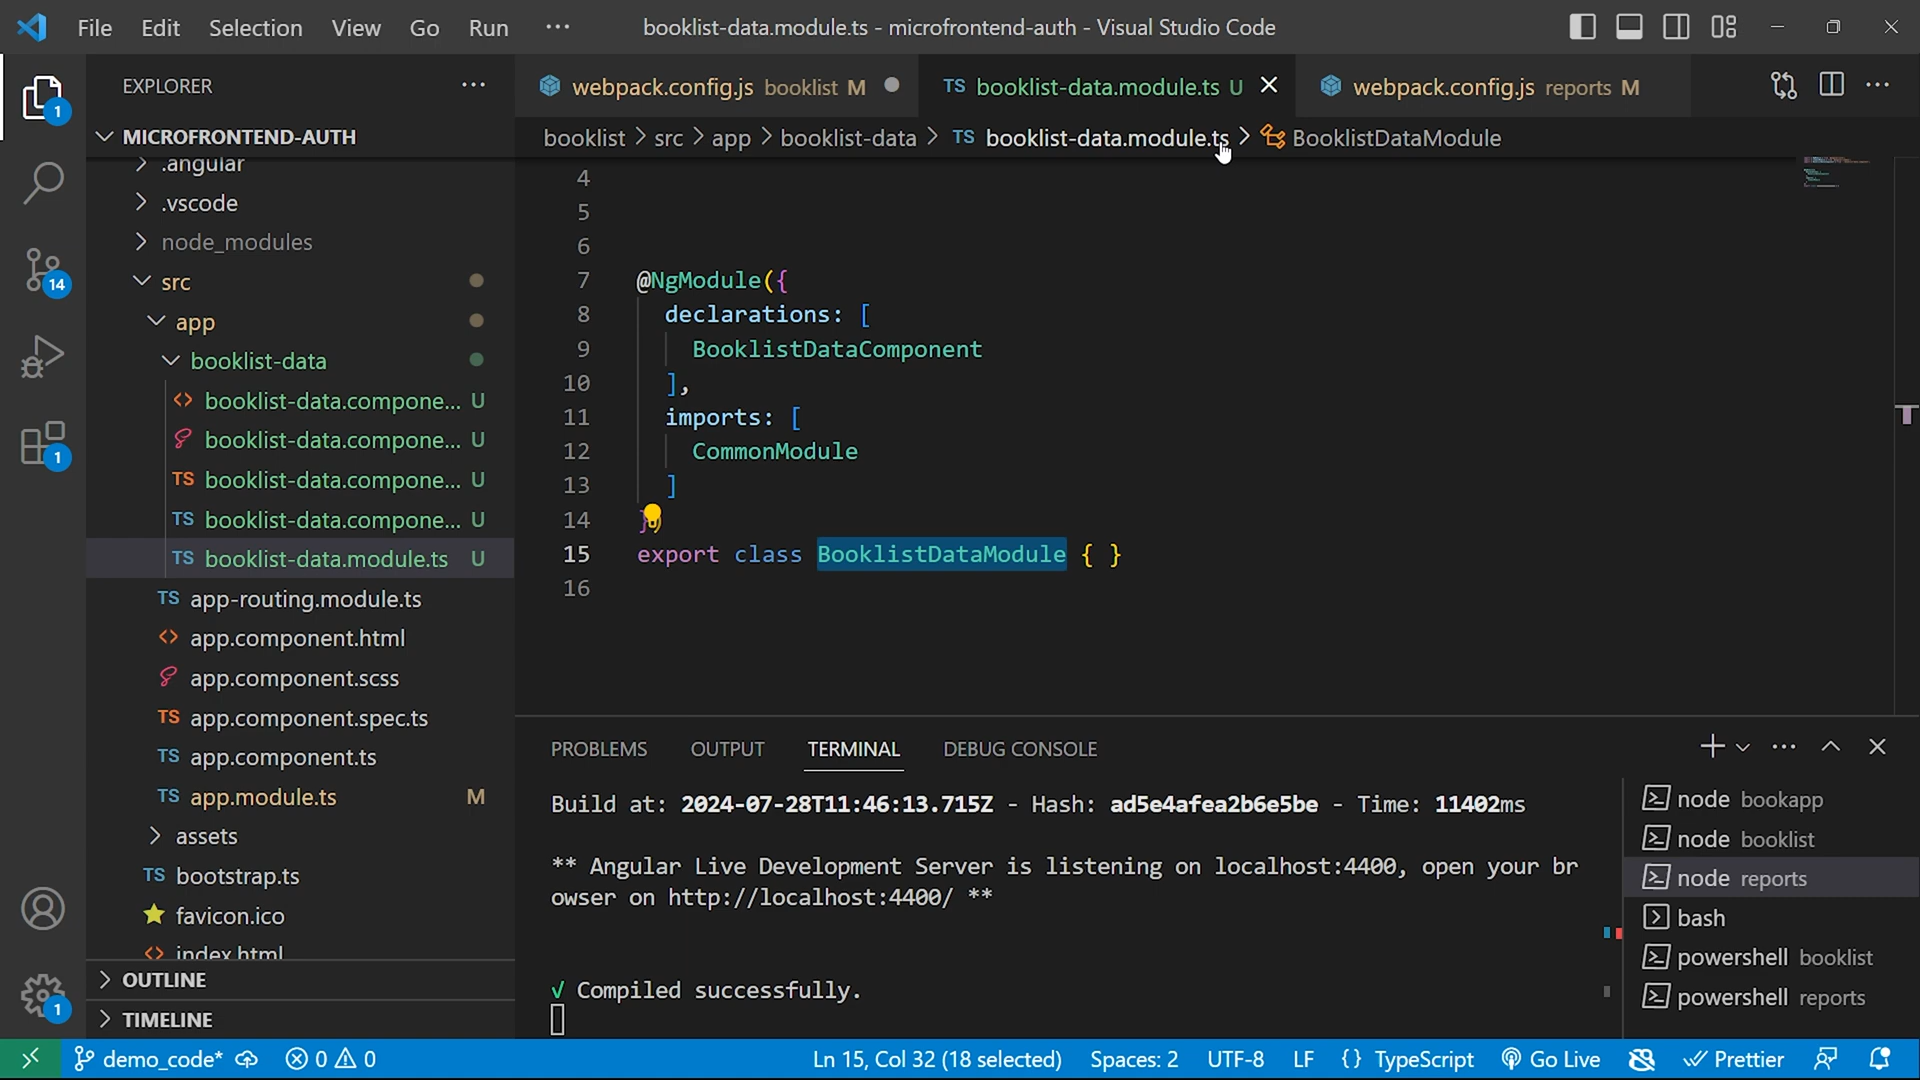 File Edit Selection View Go Run ··· booklist-data.module.ts - microfrontend-auth - Visual Studio Code
EXPLORER ···
webpack.config.js booklist M
TS booklist-data.module.ts U
webpack.config.js reports M
MICROFRONTEND-AUTH
booklist > src > app > booklist-data > TS booklist-data.module.ts > BooklistDataModule
.angular
.vscode
node_modules
src
app
booklist-data
<> booklist-data.compone... U
booklist-data.compone... U
TS booklist-data.compone... U
TS booklist-data.compone... U
TS booklist-data.module.ts U
TS app-routing.module.ts
<> app.component.html
app.component.scss
TS app.component.spec.ts
TS app.component.ts
TS app.module.ts M
assets
TS bootstrap.ts
favicon.ico
<> index.html
OUTLINE
TIMELINE
4
5
6
7 @NgModule({
8 declarations: [
9 BooklistDataComponent
10 ],
11 imports: [
12 CommonModule
13 ]
14 })
15 export class BooklistDataModule { }
16
PROBLEMS OUTPUT TERMINAL DEBUG CONSOLE
Build at: 2024-07-28T11:46:13.715Z - Hash: ad5e4afea2b6e5be - Time: 11402ms
** Angular Live Development Server is listening on localhost:4400, open your br
owser on http://localhost:4400/ **
√ Compiled successfully.
node bookapp
node booklist
node reports
bash
powershell booklist
powershell reports
1
14
1
1
demo_code* 0 0 Ln 15, Col 32 (18 selected) Spaces: 2 UTF-8 LF {} TypeScript Go Live Prettier